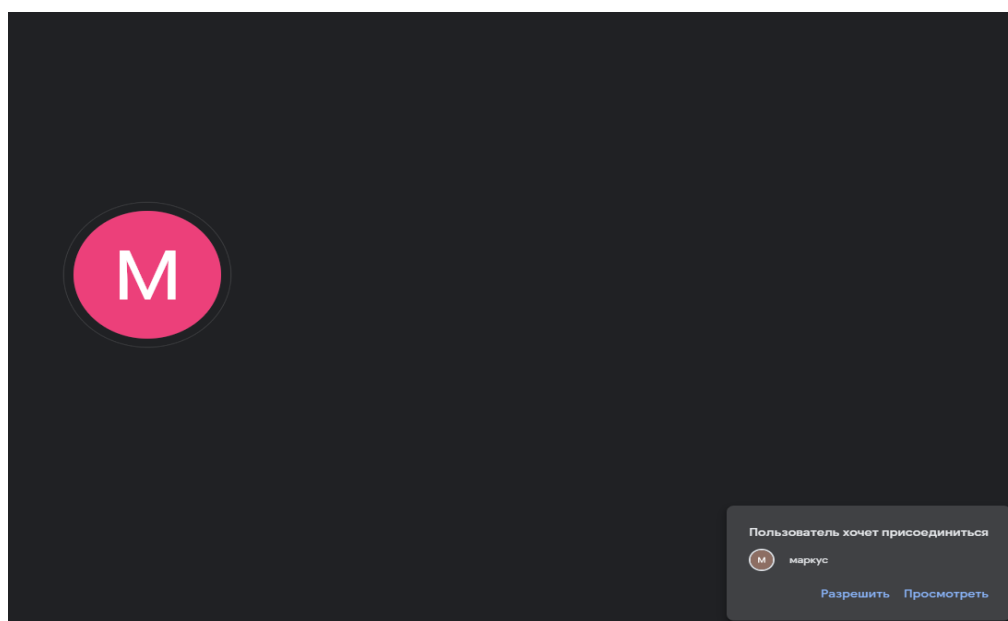 M
Пользователь хочет присоединиться
м маркус
Разрешить Просмотреть